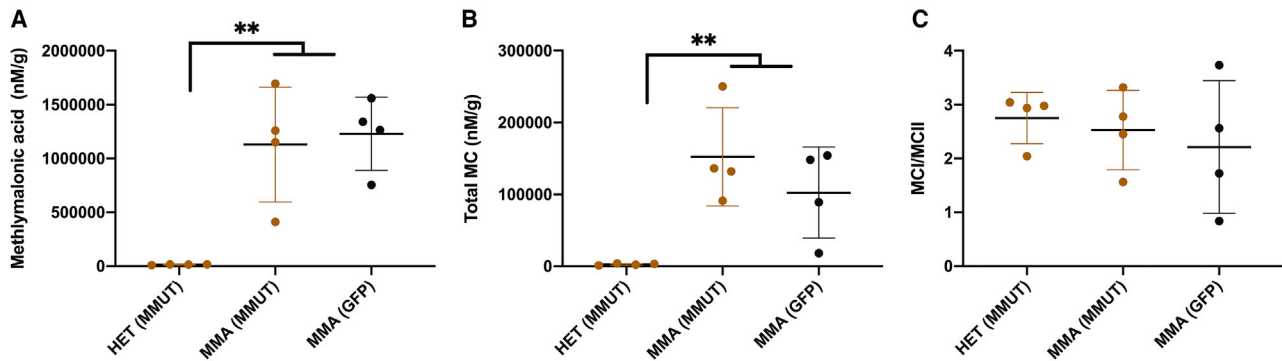 A
**
Methlymalonic acid (nM/g)
2000000
1500000
1000000
500000
0
HET (MMUT)
MMA (MMUT)
MMA (GFP)
B
**
Total MC (nM/g)
300000
200000
100000
0
HET (MMUT)
MMA (MMUT)
MMA (GFP)
C
MCI/MCII
4
3
2
1
0
HET (MMUT)
MMA (MMUT)
MMA (GFP)